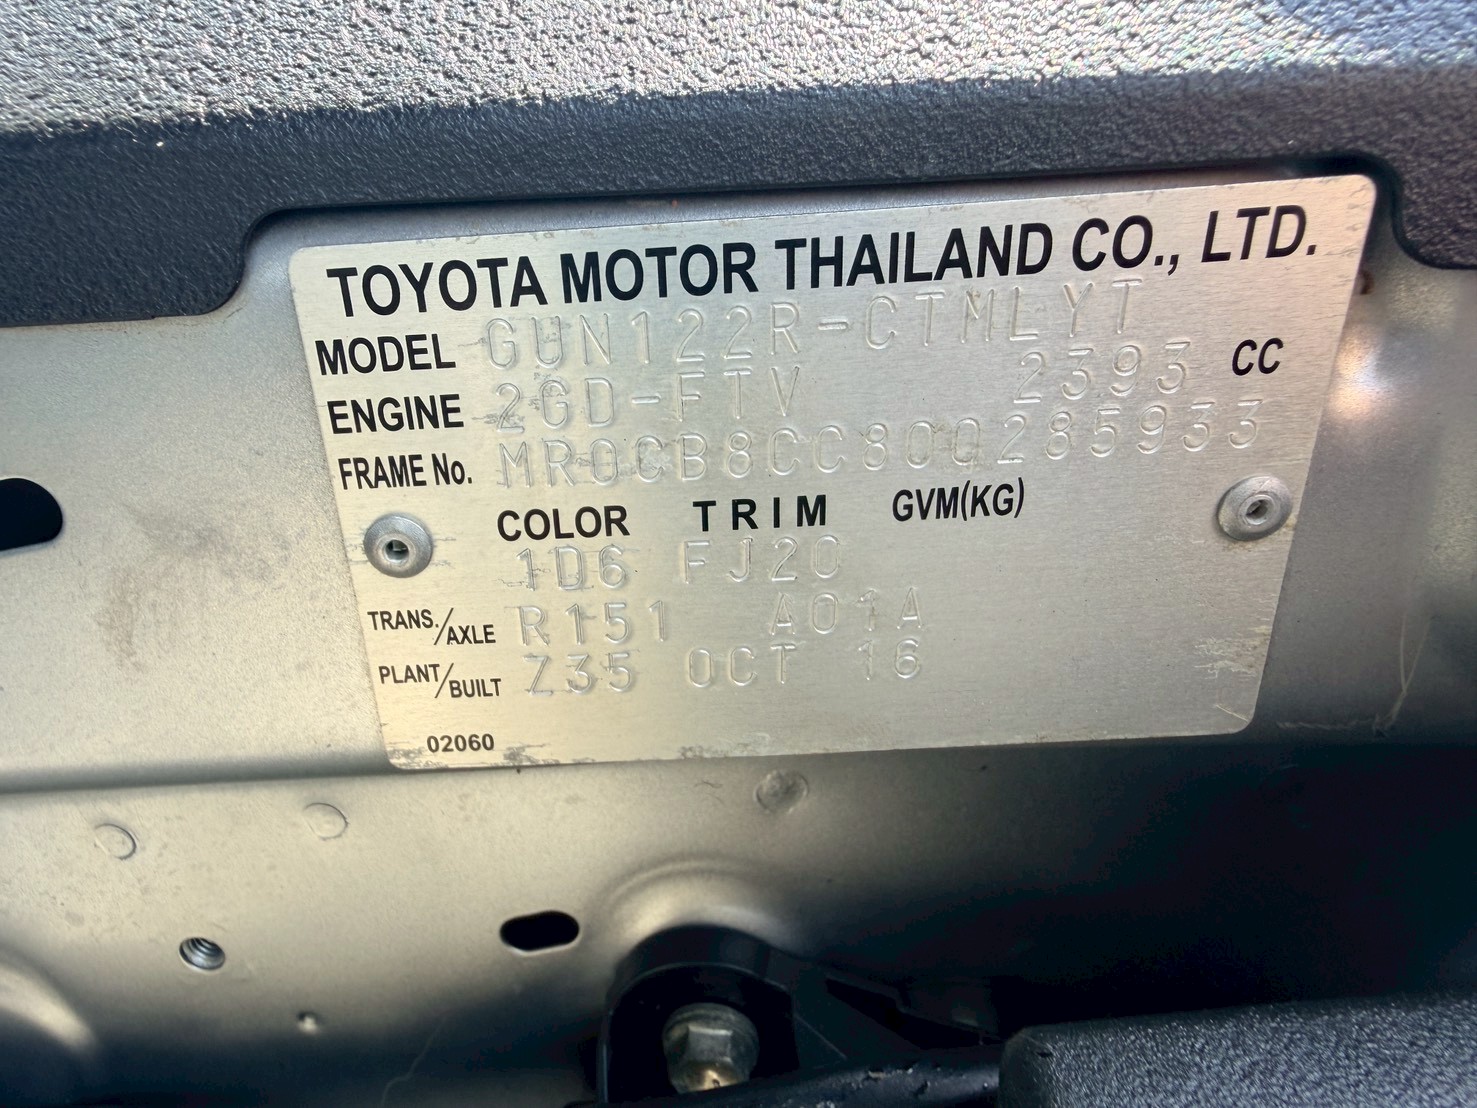 TOYOTA MOTOR THAILAND CO., LTD.
MODEL GUN122R-CTMLYT
ENGINE 2GD-FTV 2393 CC
FRAME No. MR0CB8CC800285933
COLOR TRIM GVM(KG)
1D6 FJ20
TRANS./AXLE R151 A01A
PLANT/BUILT Z35 OCT 16
02060